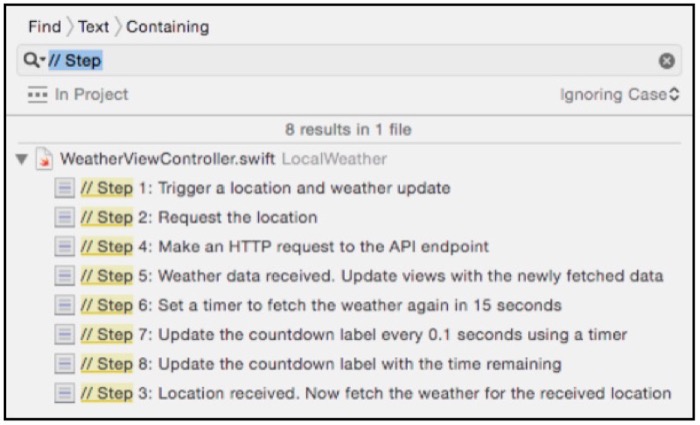 Find > Text > Containing
// Step
In Project Ignoring Case
8 results in 1 file
WeatherViewController.swift LocalWeather
// Step 1: Trigger a location and weather update
// Step 2: Request the location
// Step 4: Make an HTTP request to the API endpoint
// Step 5: Weather data received. Update views with the newly fetched data
// Step 6: Set a timer to fetch the weather again in 15 seconds
// Step 7: Update the countdown label every 0.1 seconds using a timer
// Step 8: Update the countdown label with the time remaining
// Step 3: Location received. Now fetch the weather for the received location